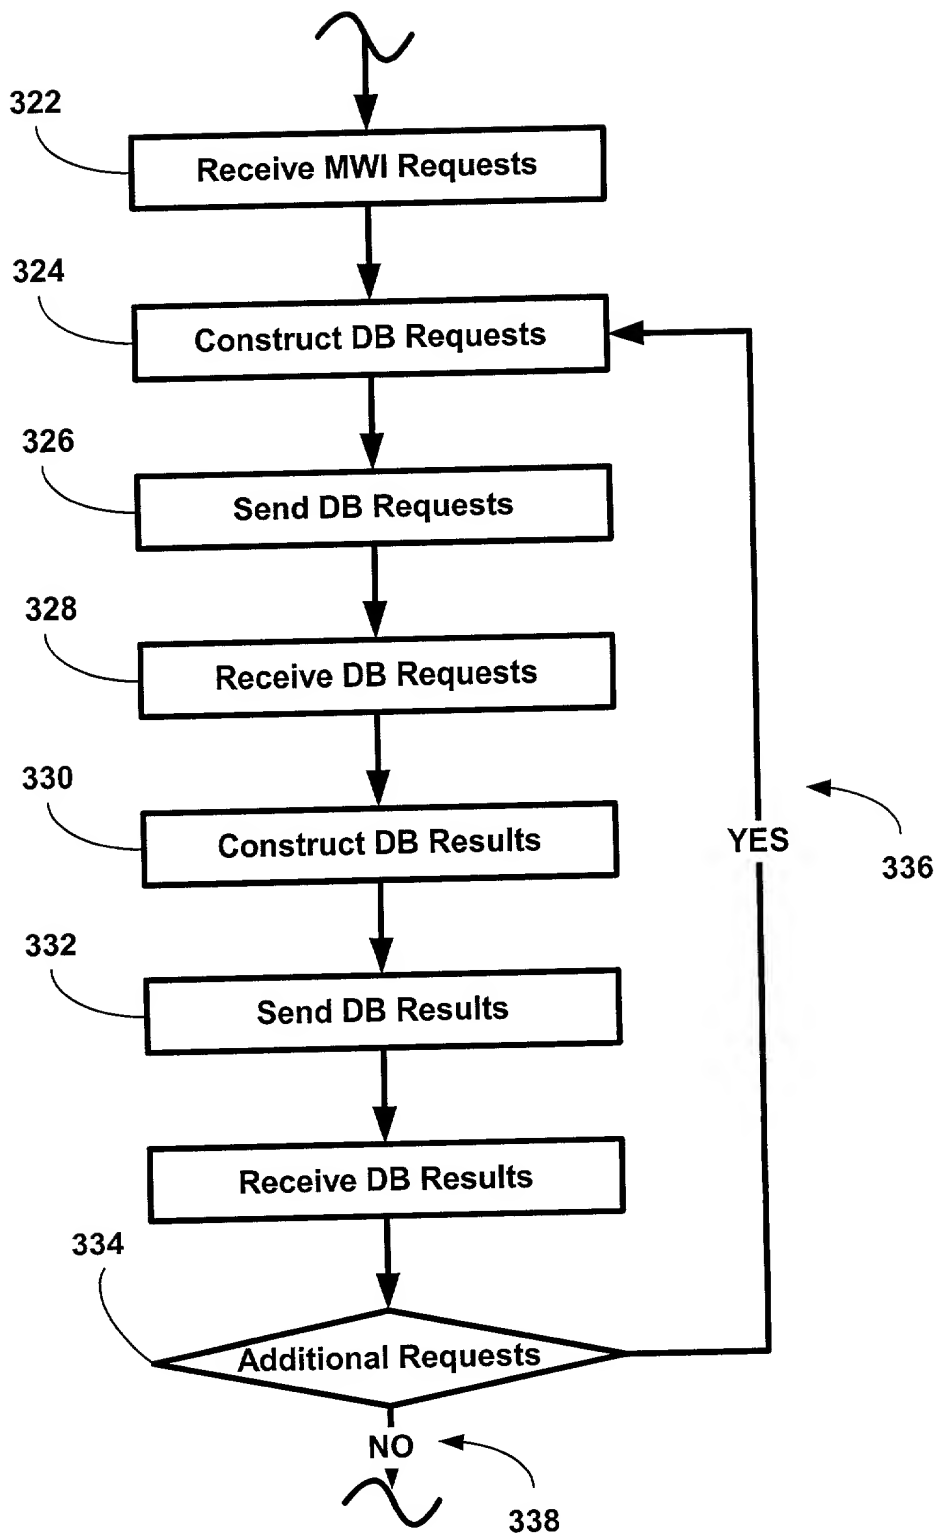 322
Receive MWI Requests
324
Construct DB Requests
326
Send DB Requests
328
Receive DB Requests
330
Construct DB Results
YES
336
332
Send DB Results
Receive DB Results
334
Additional Requests
NO
338